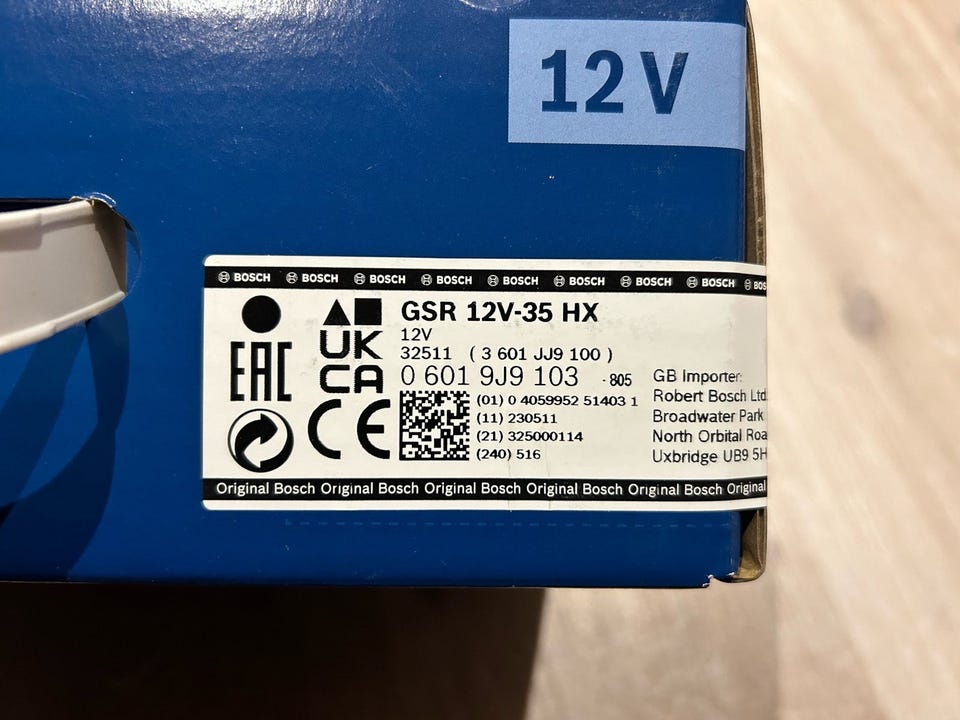 12V
BOSCH BOSCH BOSCH BOSCH BOSCH BOSCH BOSCH BOSCH BOS
GSR 12V-35 HX
12V
32511 ( 3 601 JJ9 100 )
0 601 9J9 103 - 805
(01) 0 4059952 51403 1
(11) 230511
(21) 325000114
(240) 516
EAC
UK
CA
CE
GB Importer:
Robert Bosch Ltd.
Broadwater Park
North Orbital Roa
Uxbridge UB9 5H
Original Bosch Original Bosch Original Bosch Original Bosch Original Bosch Original